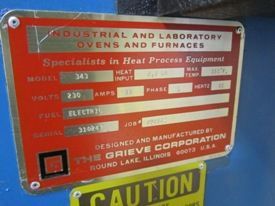 INDUSTRIAL AND LABORATORY
OVENS AND FURNACES
Specialists in Heat Process Equipment
MODEL 343 HEAT INPUT MAX TEMP
VOLTS 230 AMPS PHASE HERTZ
FUEL ELECTRIC
SERIAL JOB#
DESIGNED AND MANUFACTURED BY
THE GRIEVE CORPORATION
ROUND LAKE, ILLINOIS 60073 U.S.A.
CAUTION